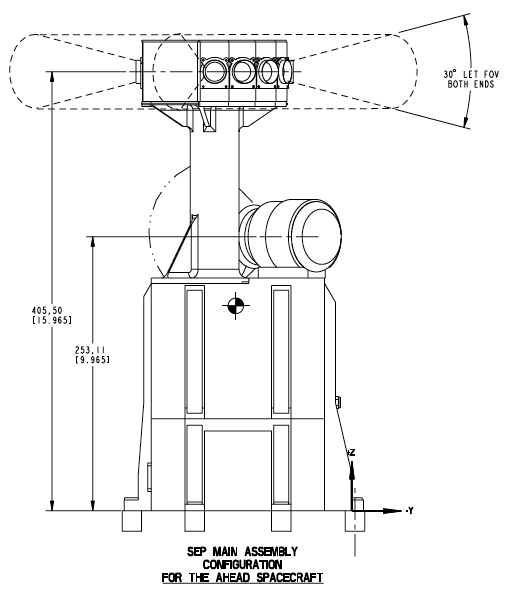 30° LET FOV
BOTH ENDS
405.50
[15.965]
253.11
[9.965]
+Z
-Y
SEP MAIN ASSEMBLY
CONFIGURATION
FOR THE AHEAD SPACECRAFT